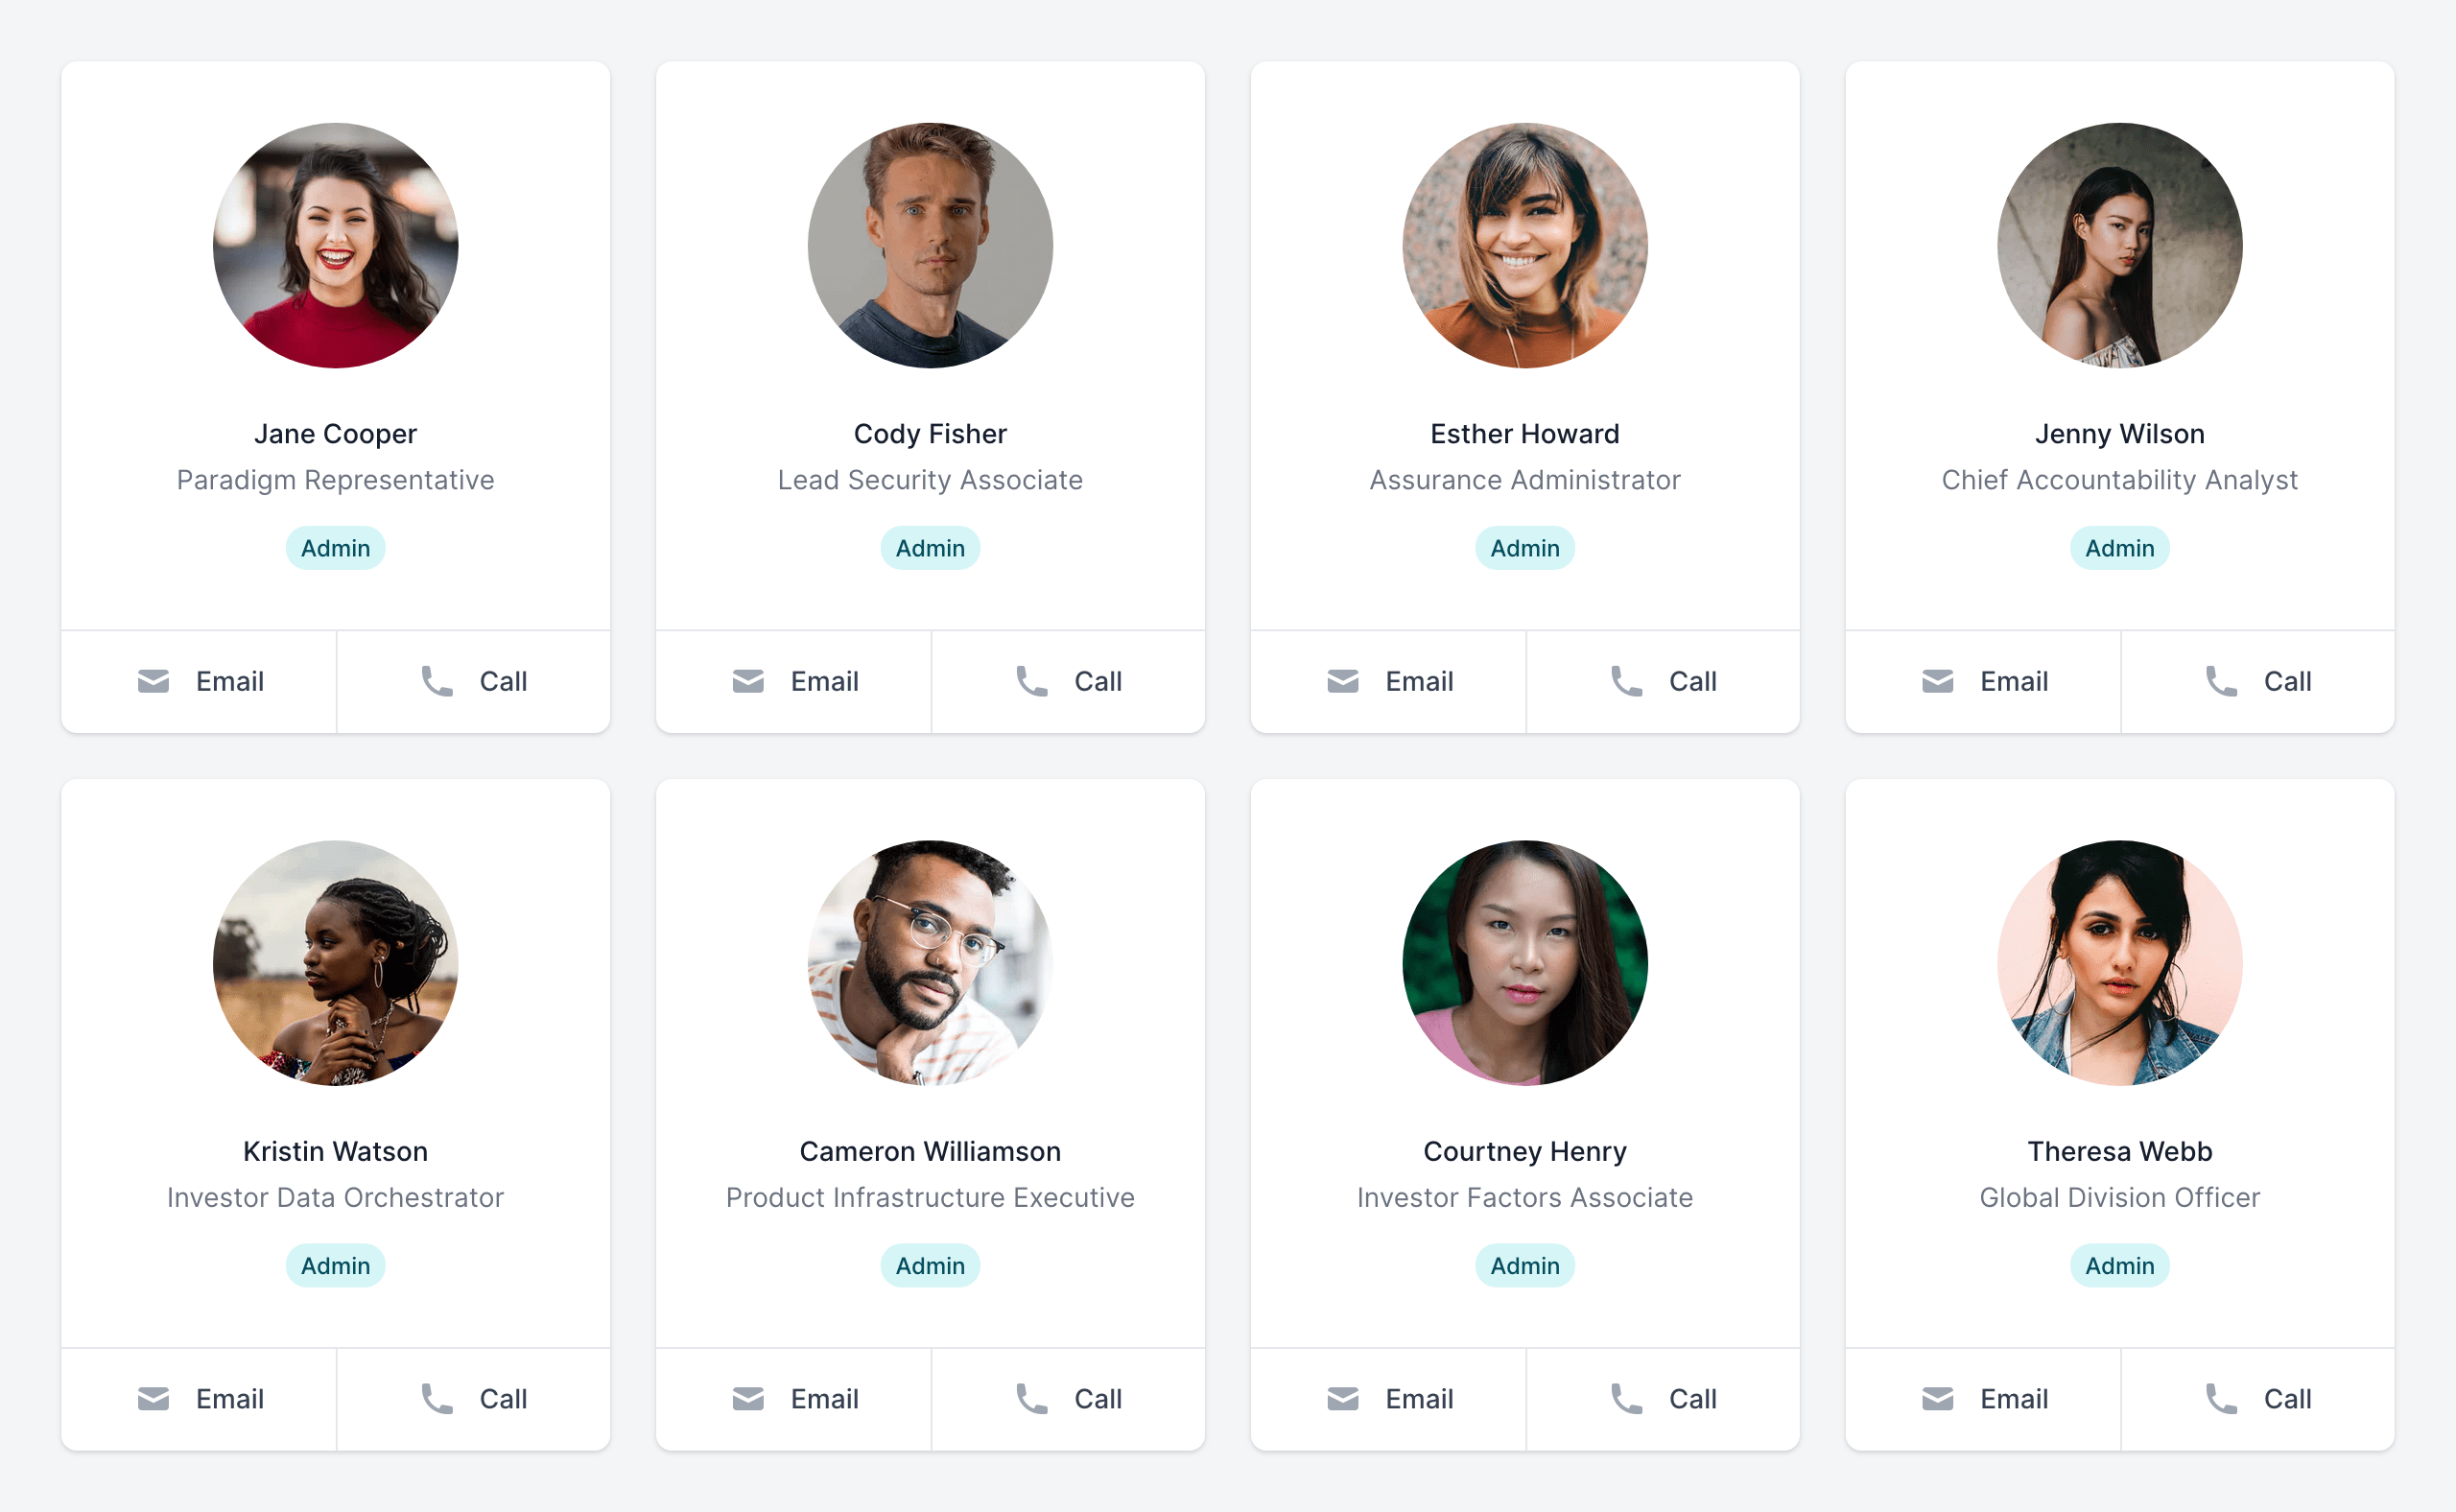 Jane Cooper
Paradigm Representative
Admin
Email
Call
Cody Fisher
Lead Security Associate
Admin
Email
Call
Esther Howard
Assurance Administrator
Admin
Email
Call
Jenny Wilson
Chief Accountability Analyst
Admin
Email
Call
Kristin Watson
Investor Data Orchestrator
Admin
Email
Call
Cameron Williamson
Product Infrastructure Executive
Admin
Email
Call
Courtney Henry
Investor Factors Associate
Admin
Email
Call
Theresa Webb
Global Division Officer
Admin
Email
Call